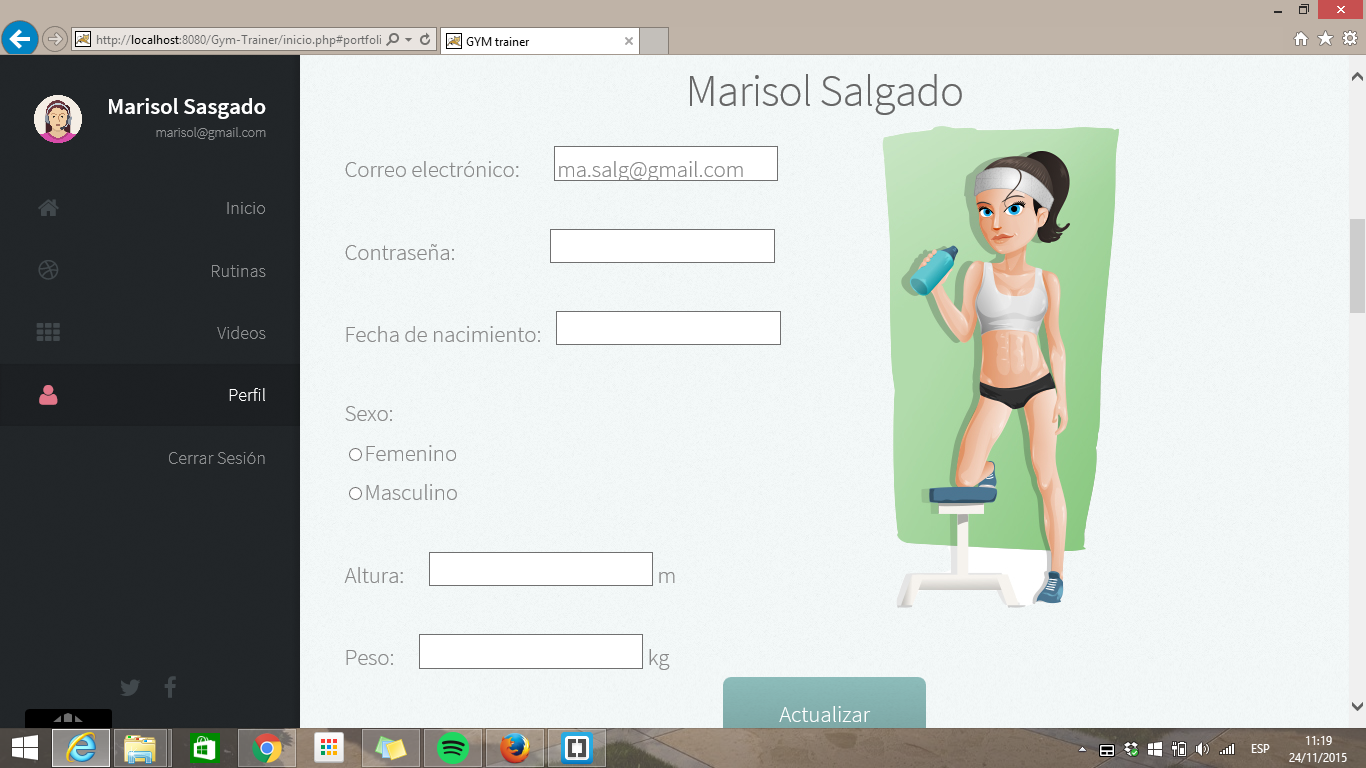 http://localhost:8080/Gym-Trainer/inicio.php#portfoli
GYM trainer
Marisol Sasgado
marisol@gmail.com
Inicio
Rutinas
Videos
Perfil
Cerrar Sesión
Marisol Salgado
Correo electrónico: ma.salg@gmail.com
Contraseña:
Fecha de nacimiento:
Sexo:
Femenino
Masculino
Altura: m
Peso: kg
Actualizar
ESP
11:19
24/11/2015